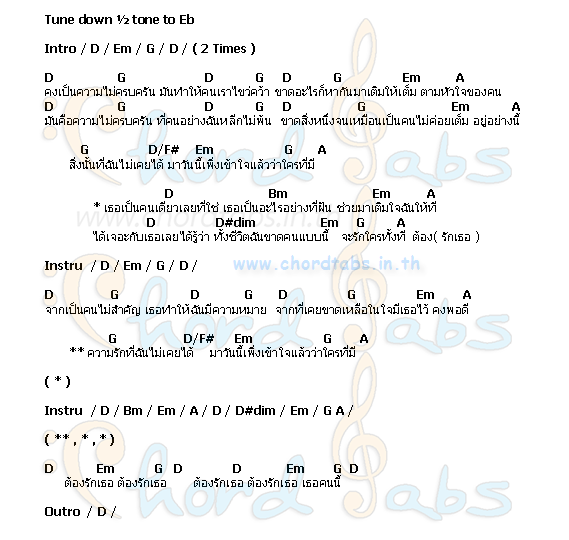 Tune down ½ tone to Eb
Intro / D / Em / G / D / ( 2 Times )
D G D G D G Em A
คงเป็นความไม่ครบครัน มันทำให้คนเราไขว่คว้า ขาดอะไรก็หากันมาเติมให้เต็ม ตามหัวใจของคน
D G D G D G Em A
มันคือความไม่ครบครัน ที่คนอย่างฉันหลีกไม่พ้น ขาดสิ่งหนึ่งจนเหมือนเป็นคนไม่ค่อยเต็ม อยู่อย่างนี้
G D/F# Em G A
สิ่งนั้นที่ฉันไม่เคยได้ มาวันนี้เพิ่งเข้าใจแล้วว่าใครที่มี
D Bm Em A
* เธอเป็นคนเดียวเลยที่ใช่ เธอเป็นอะไรอย่างที่ฝัน ช่วยมาเติมใจฉันให้ที
D D#dim Em G A
ได้เจอะกับเธอเลยได้รู้ว่า ทั้งชีวิตฉันขาดคนแบบนี้ จะรักใครทั้งที ต้อง( รักเธอ )
www.chordtabs.in.th
Instru / D / Em / G / D /
D G D G D G Em A
จากเป็นคนไม่สำคัญ เธอทำให้ฉันมีความหมาย จากที่เคยขาดเหลือในใจมีเธอไว้ คงพอดี
G D/F# Em G A
** ความรักที่ฉันไม่เคยได้ มาวันนี้เพิ่งเข้าใจแล้วว่าใครที่มี
( * )
Instru / D / Bm / Em / A / D / D#dim / Em / G A /
( ** , * , * )
D Em G D D Em G D
ต้องรักเธอ ต้องรักเธอ ต้องรักเธอ ต้องรักเธอ เธอคนนี้
Outro / D /